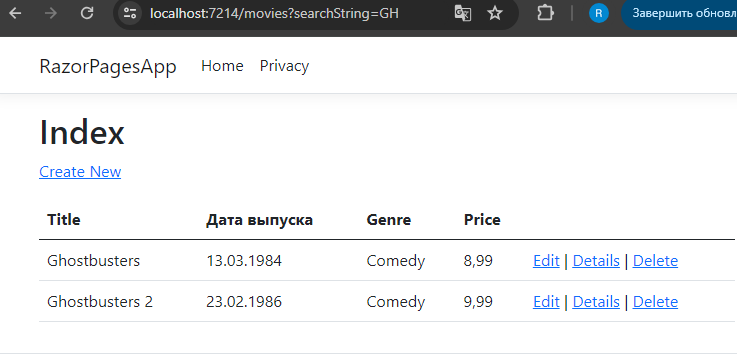 localhost:7214/movies?searchString=GH
R
Завершить обновл
RazorPagesApp Home Privacy
Index
Create New
Title Дата выпуска Genre Price
Ghostbusters 13.03.1984 Comedy 8,99 Edit | Details | Delete
Ghostbusters 2 23.02.1986 Comedy 9,99 Edit | Details | Delete